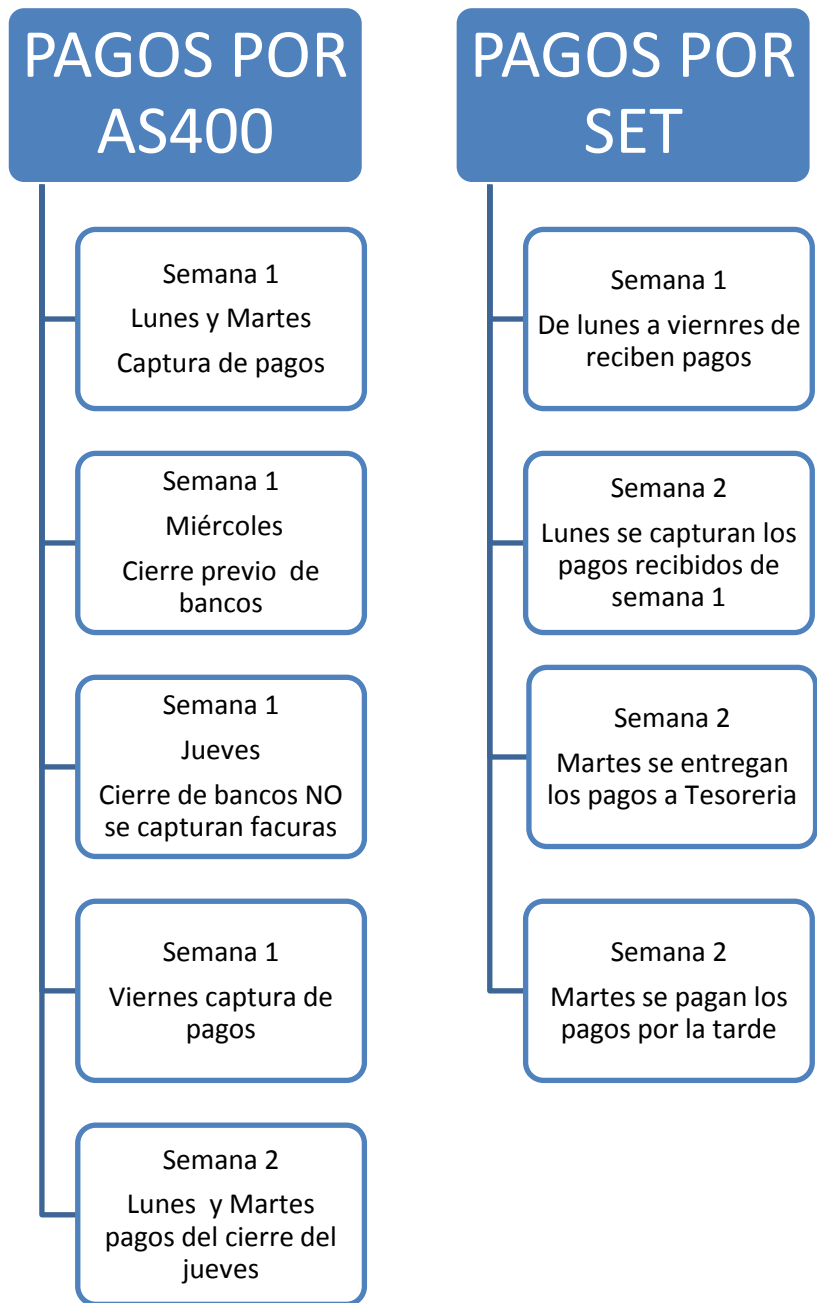 PAGOS POR
AS400
Semana 1
Lunes y Martes
Captura de pagos
Semana 1
Miércoles
Cierre previo de
bancos
Semana 1
Jueves
Cierre de bancos NO
se capturan facuras
Semana 1
Viernes captura de
pagos
Semana 2
Lunes y Martes
pagos del cierre del
jueves
PAGOS POR
SET
Semana 1
De lunes a viernres de
reciben pagos
Semana 2
Lunes se capturan los
pagos recibidos de
semana 1
Semana 2
Martes se entregan
los pagos a Tesoreria
Semana 2
Martes se pagan los
pagos por la tarde